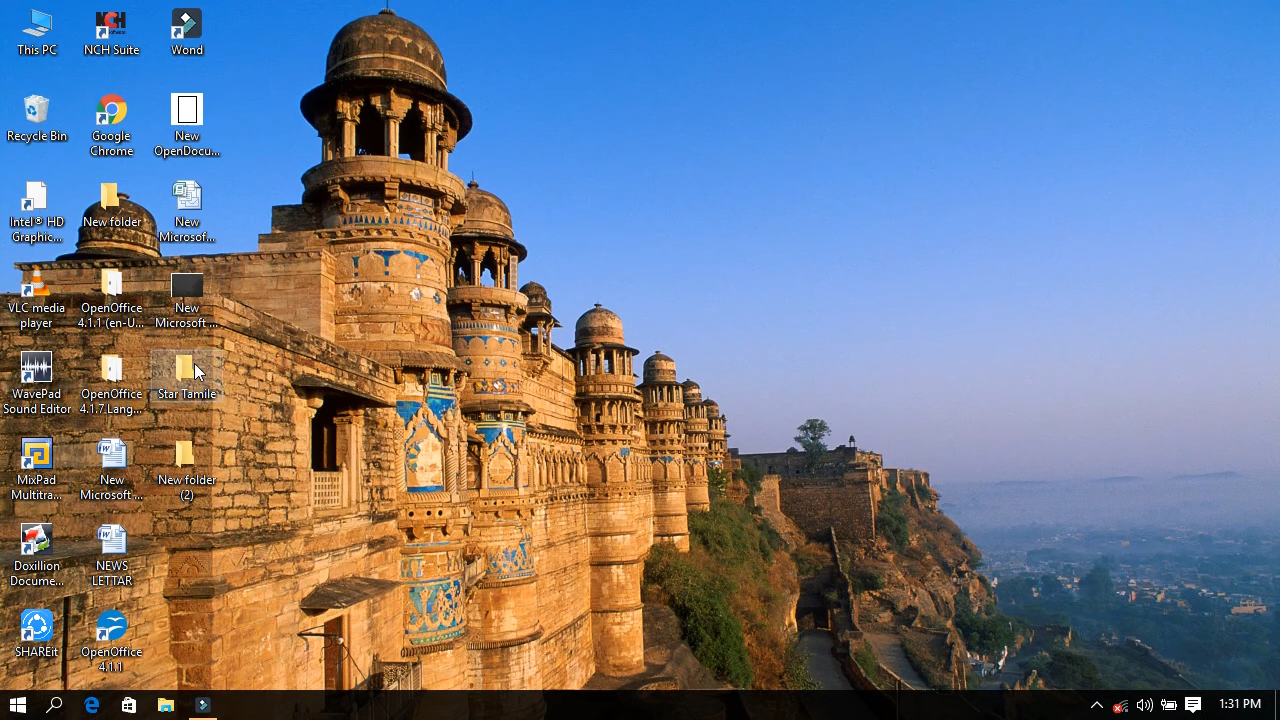 This PC
NCH Suite
Wond
Recycle Bin
Google
Chrome
New
OpenDocu...
Intel® HD
Graphic...
New folder
New
Microsof...
VLC media
player
OpenOffice
4.1.1 (en-U...
New
Microsoft ...
WavePad
Sound Editor
OpenOffice
4.1.7.Lang...
Star Tamile
MixPad
Multitra...
New
Microsoft ...
New folder
(2)
Doxillion
Docume...
NEWS
LETTAR
SHAREit
OpenOffice
4.1.1
1:31 PM